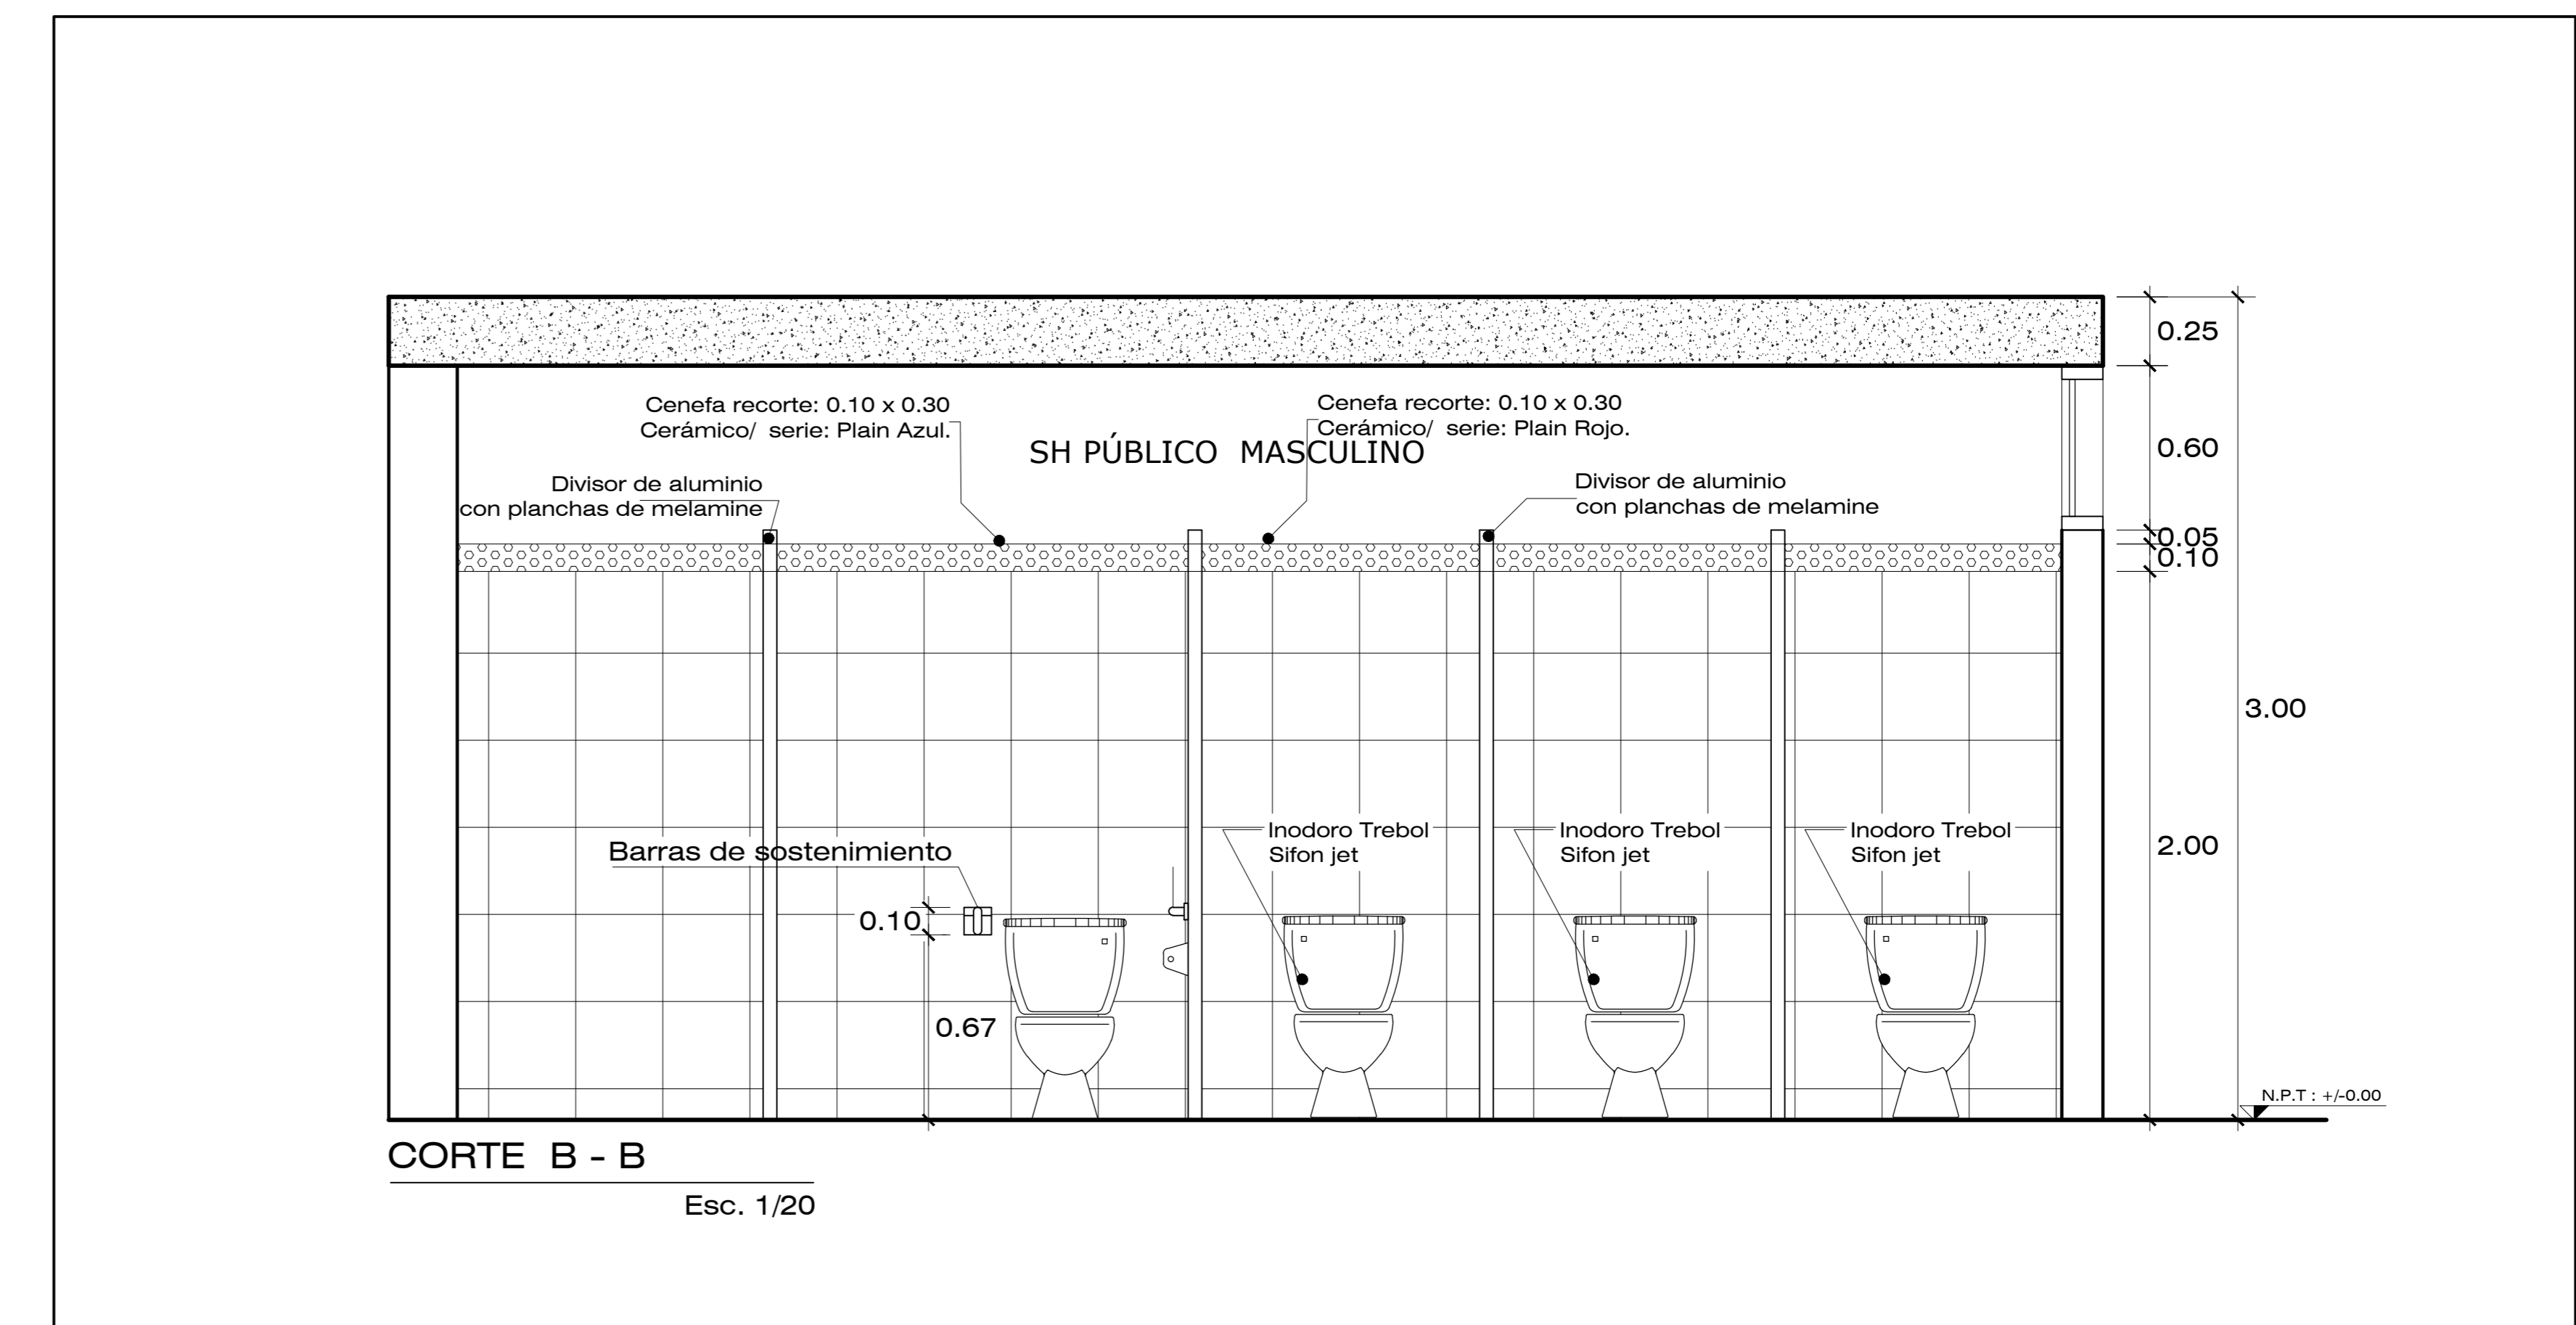 0.25
Cenefa recorte: 0.10 x 0.30
Cerámico/ serie: Plain Azul.
Cenefa recorte: 0.10 x 0.30
Cerámico/ serie: Plain Rojo.
SH PÚBLICO MASCULINO
0.60
Divisor de aluminio
con planchas de melamine
Divisor de aluminio
con planchas de melamine
0.05
0.10
3.00
Barras de sostenimiento
Inodoro Trebol
Sifon jet
Inodoro Trebol
Sifon jet
Inodoro Trebol
Sifon jet
2.00
0.10
0.67
N.P.T : +/-0.00
CORTE B - B
Esc. 1/20